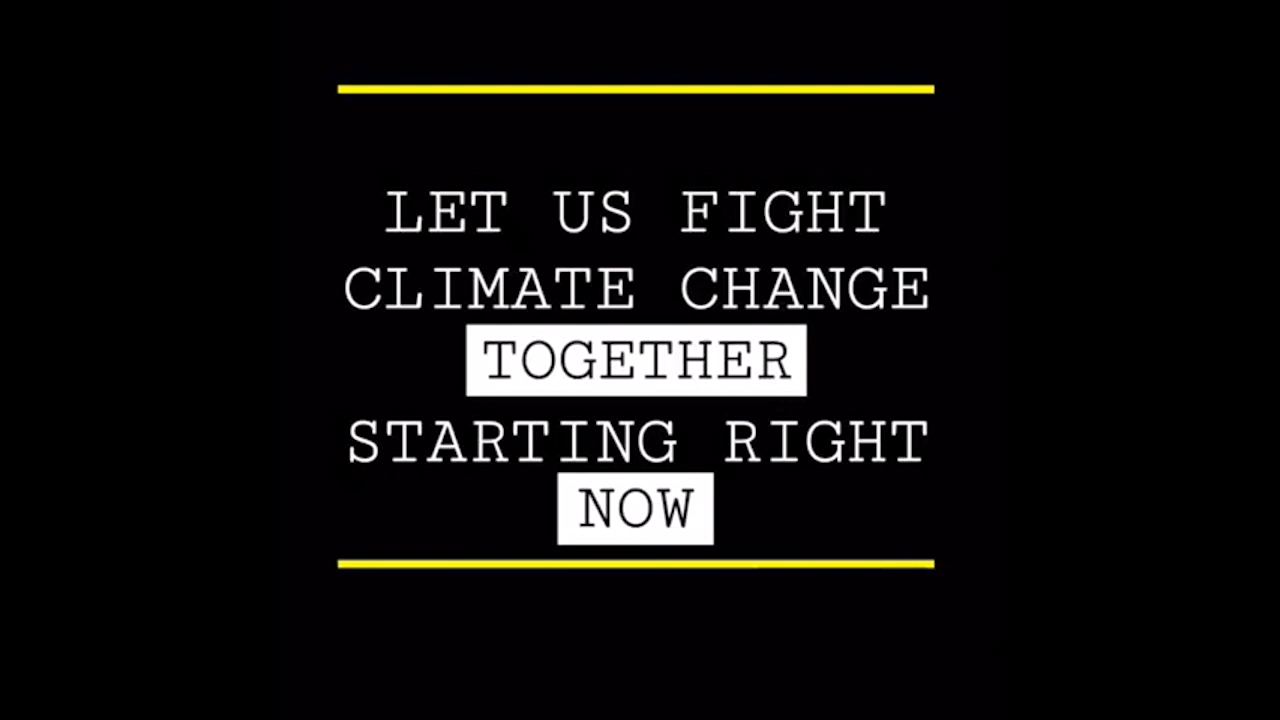 LET US FIGHT
CLIMATE CHANGE
TOGETHER
STARTING RIGHT
NOW